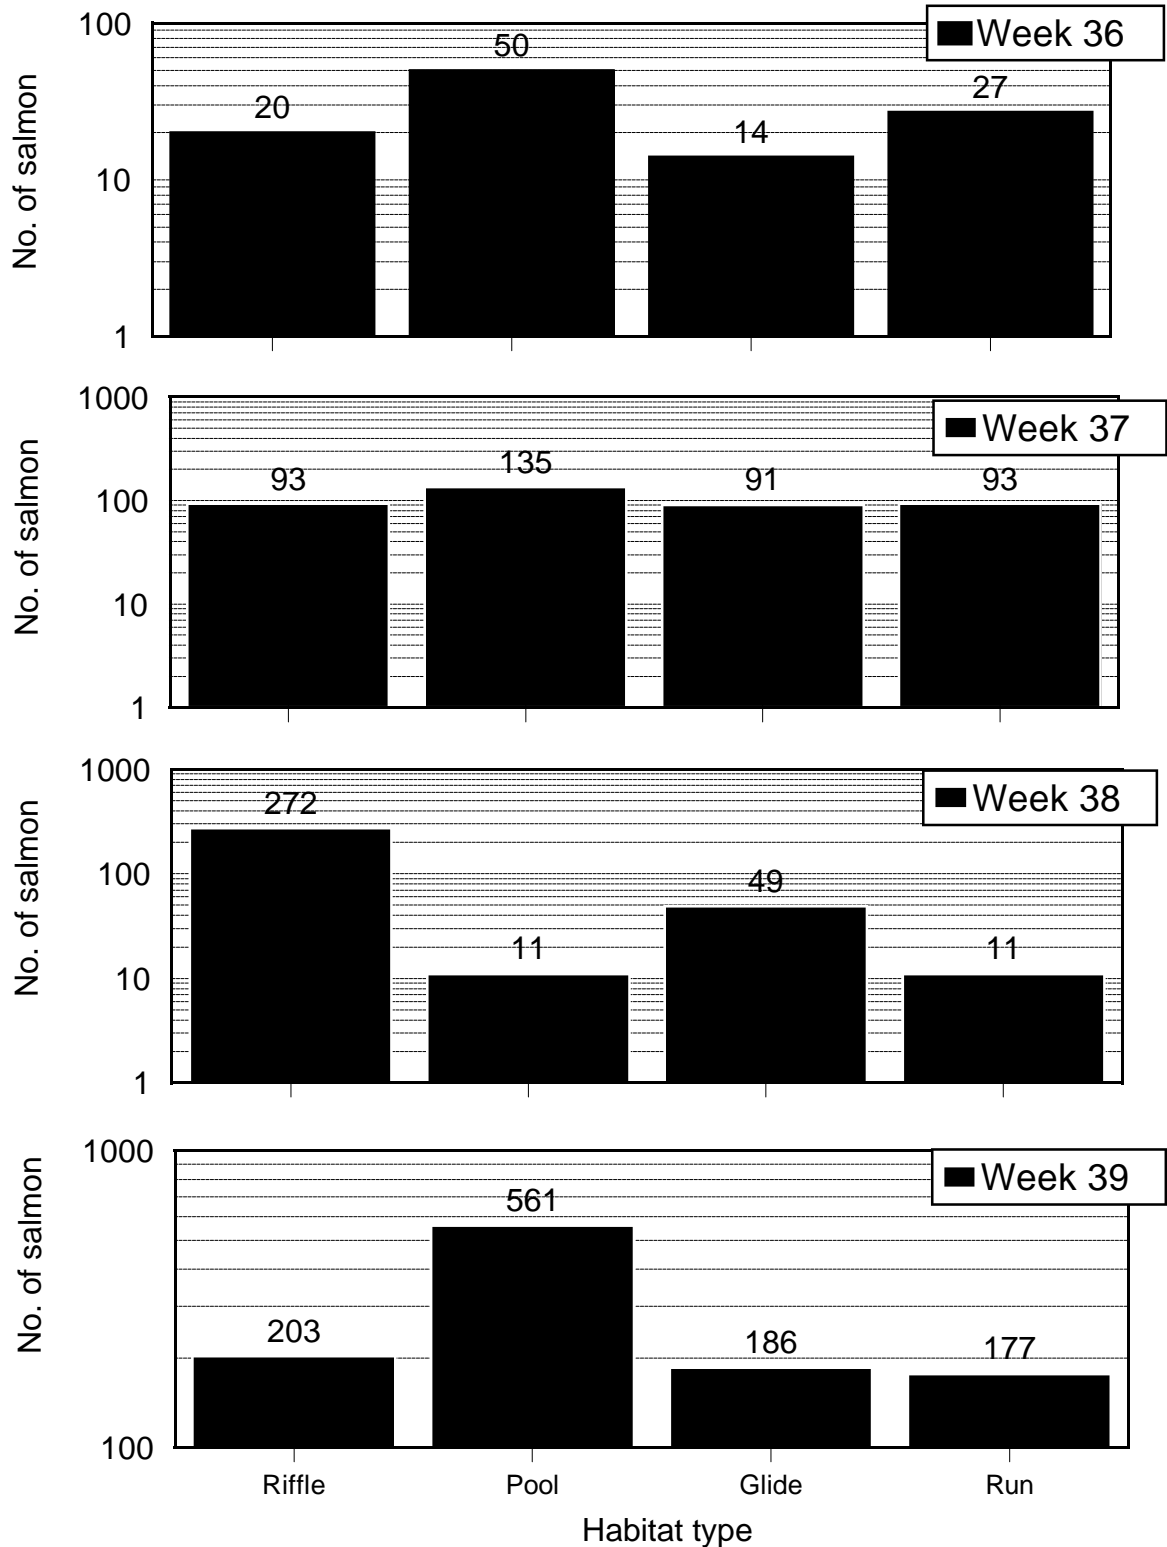 100
Week 36
50
20
27
14
10
1
No. of salmon
1000
Week 37
135
93
91
93
100
10
1
No. of salmon
1000
Week 38
272
100
49
11
11
10
1
No. of salmon
1000
Week 39
561
203
186
177
100
No. of salmon
Riffle Pool Glide Run
Habitat type